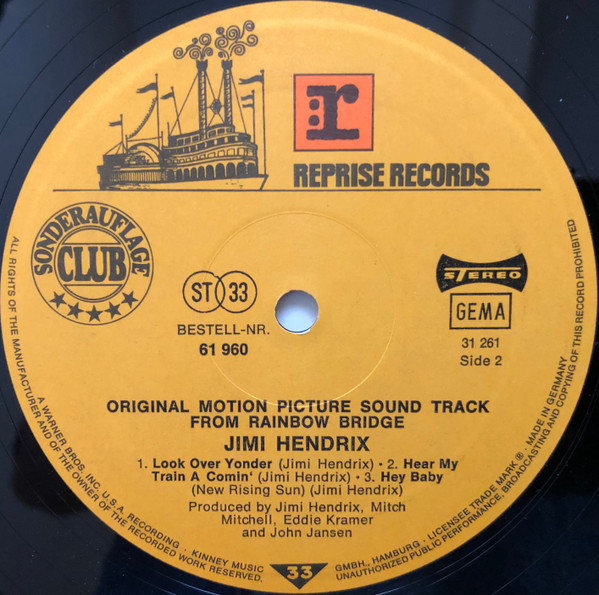 r
REPRISE RECORDS
SONDERAUFLAGE
CLUB
ST 33
STEREO
BESTELL-NR.
61 960
GEMA
31 261
Side 2
ORIGINAL MOTION PICTURE SOUND TRACK
FROM RAINBOW BRIDGE
JIMI HENDRIX
1. Look Over Yonder (Jimi Hendrix) • 2. Hear My
Train A Comin' (Jimi Hendrix) • 3. Hey Baby
(New Rising Sun) (Jimi Hendrix)
Produced by Jimi Hendrix, Mitch
Mitchell, Eddie Kramer
and John Jansen
33
ALL RIGHTS OF THE MANUFACTURER AND OF THE OWNER OF THE RECORDED WORK RESERVED.
A WARNER BROS. INC. U.S.A. RECORDING · KINNEY MUSIC GMBH., HAMBURG · LICENSEE TRADE MARK ® · MADE IN GERMANY
UNAUTHORIZED PUBLIC PERFORMANCE, BROADCASTING AND COPYING OF THIS RECORD PROHIBITED